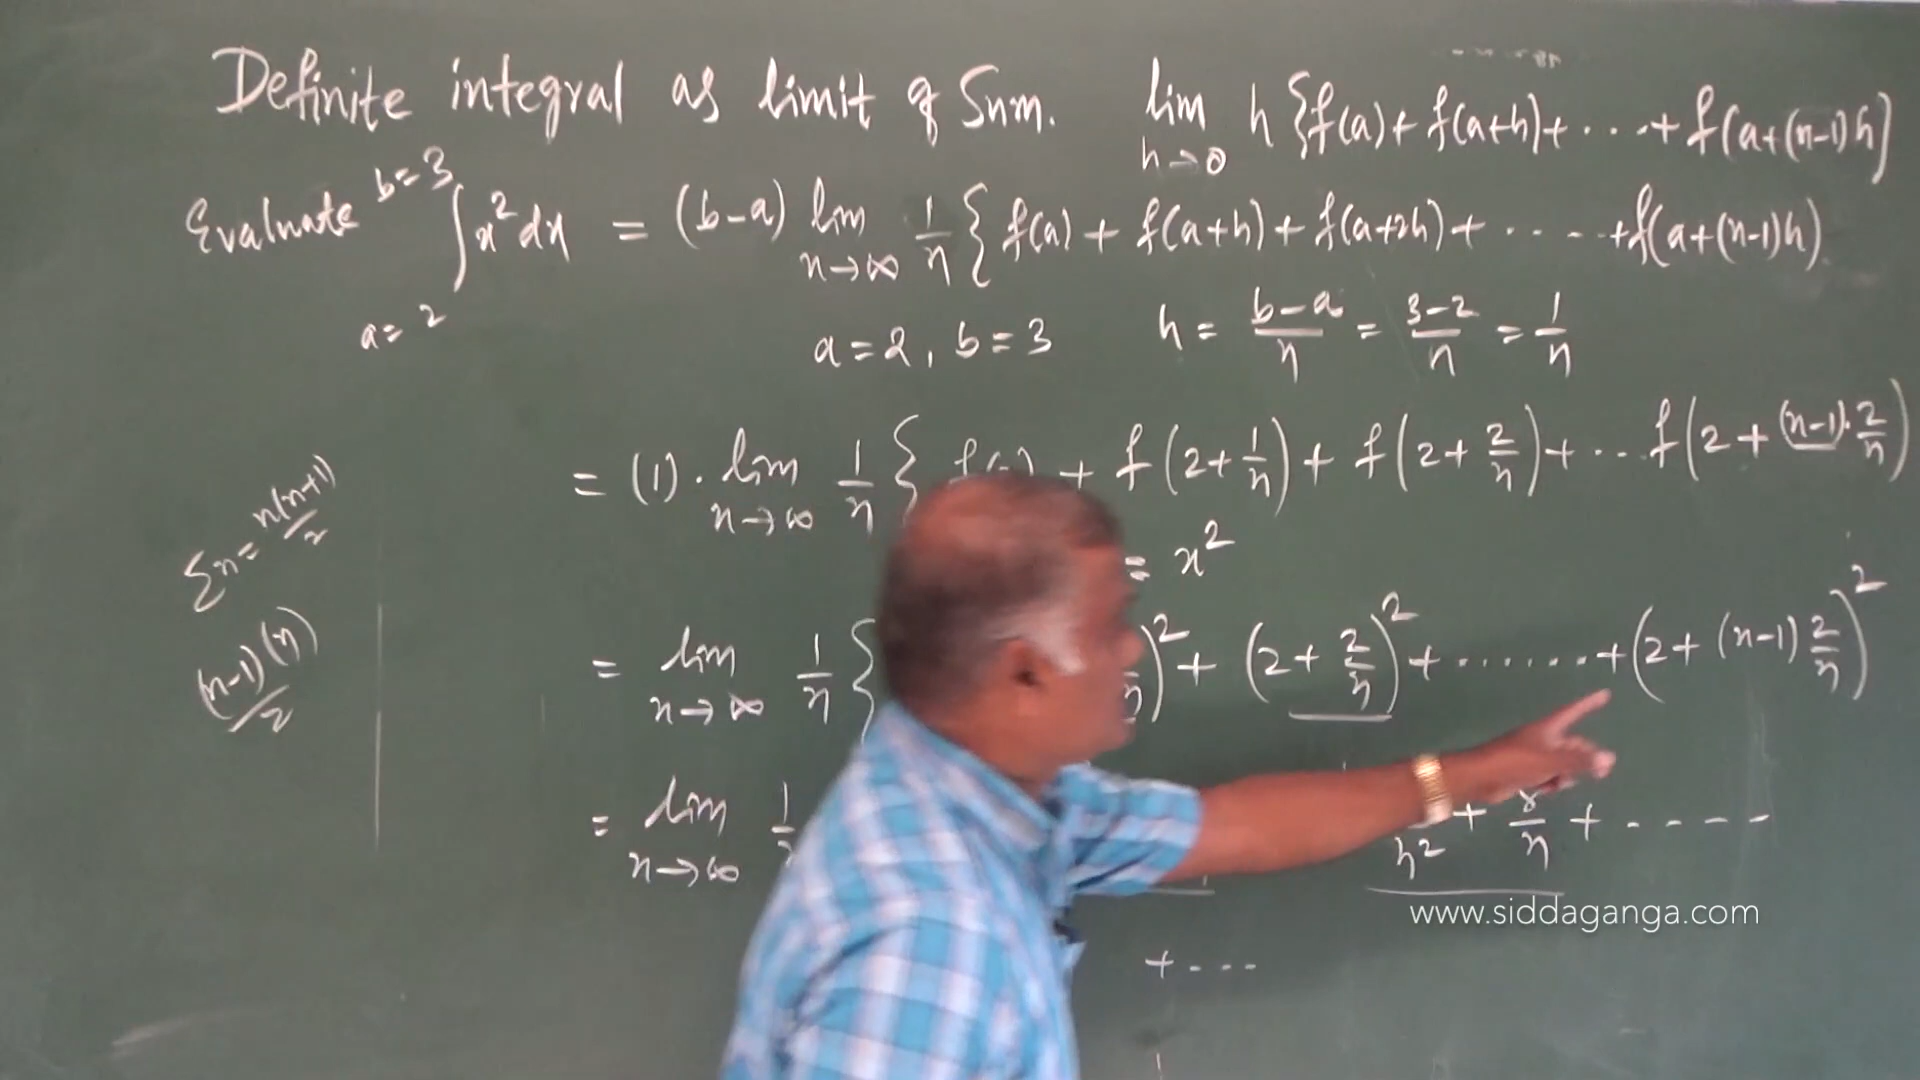 Definite integral as limit of Sum. lim h→0 h {f(a) + f(a+h) + ··· + f(a+(n-1)h]
Evaluate ∫ x² dx = (b-a) lim n→∞ 1/n { f(a) + f(a+h) + f(a+2h) + ····· + f(a+(n-1)h)
b=3
a=2
a=2, b=3 h = b-a/n = 3-2/n = 1/n
= (1). lim n→∞ 1/n { + f(2+1/n) + f(2+2/n) + ··· f(2+(n-1)·2/n)
= x²
= lim n→∞ 1/n { )² + (2+2/n)² + ······ + (2+(n-1)2/n)²
= lim n→∞ 1/ n² + 8/n + ----
+ ---
Σn = n(n+1)/2
(n-1)(n)/2
www.siddaganga.com